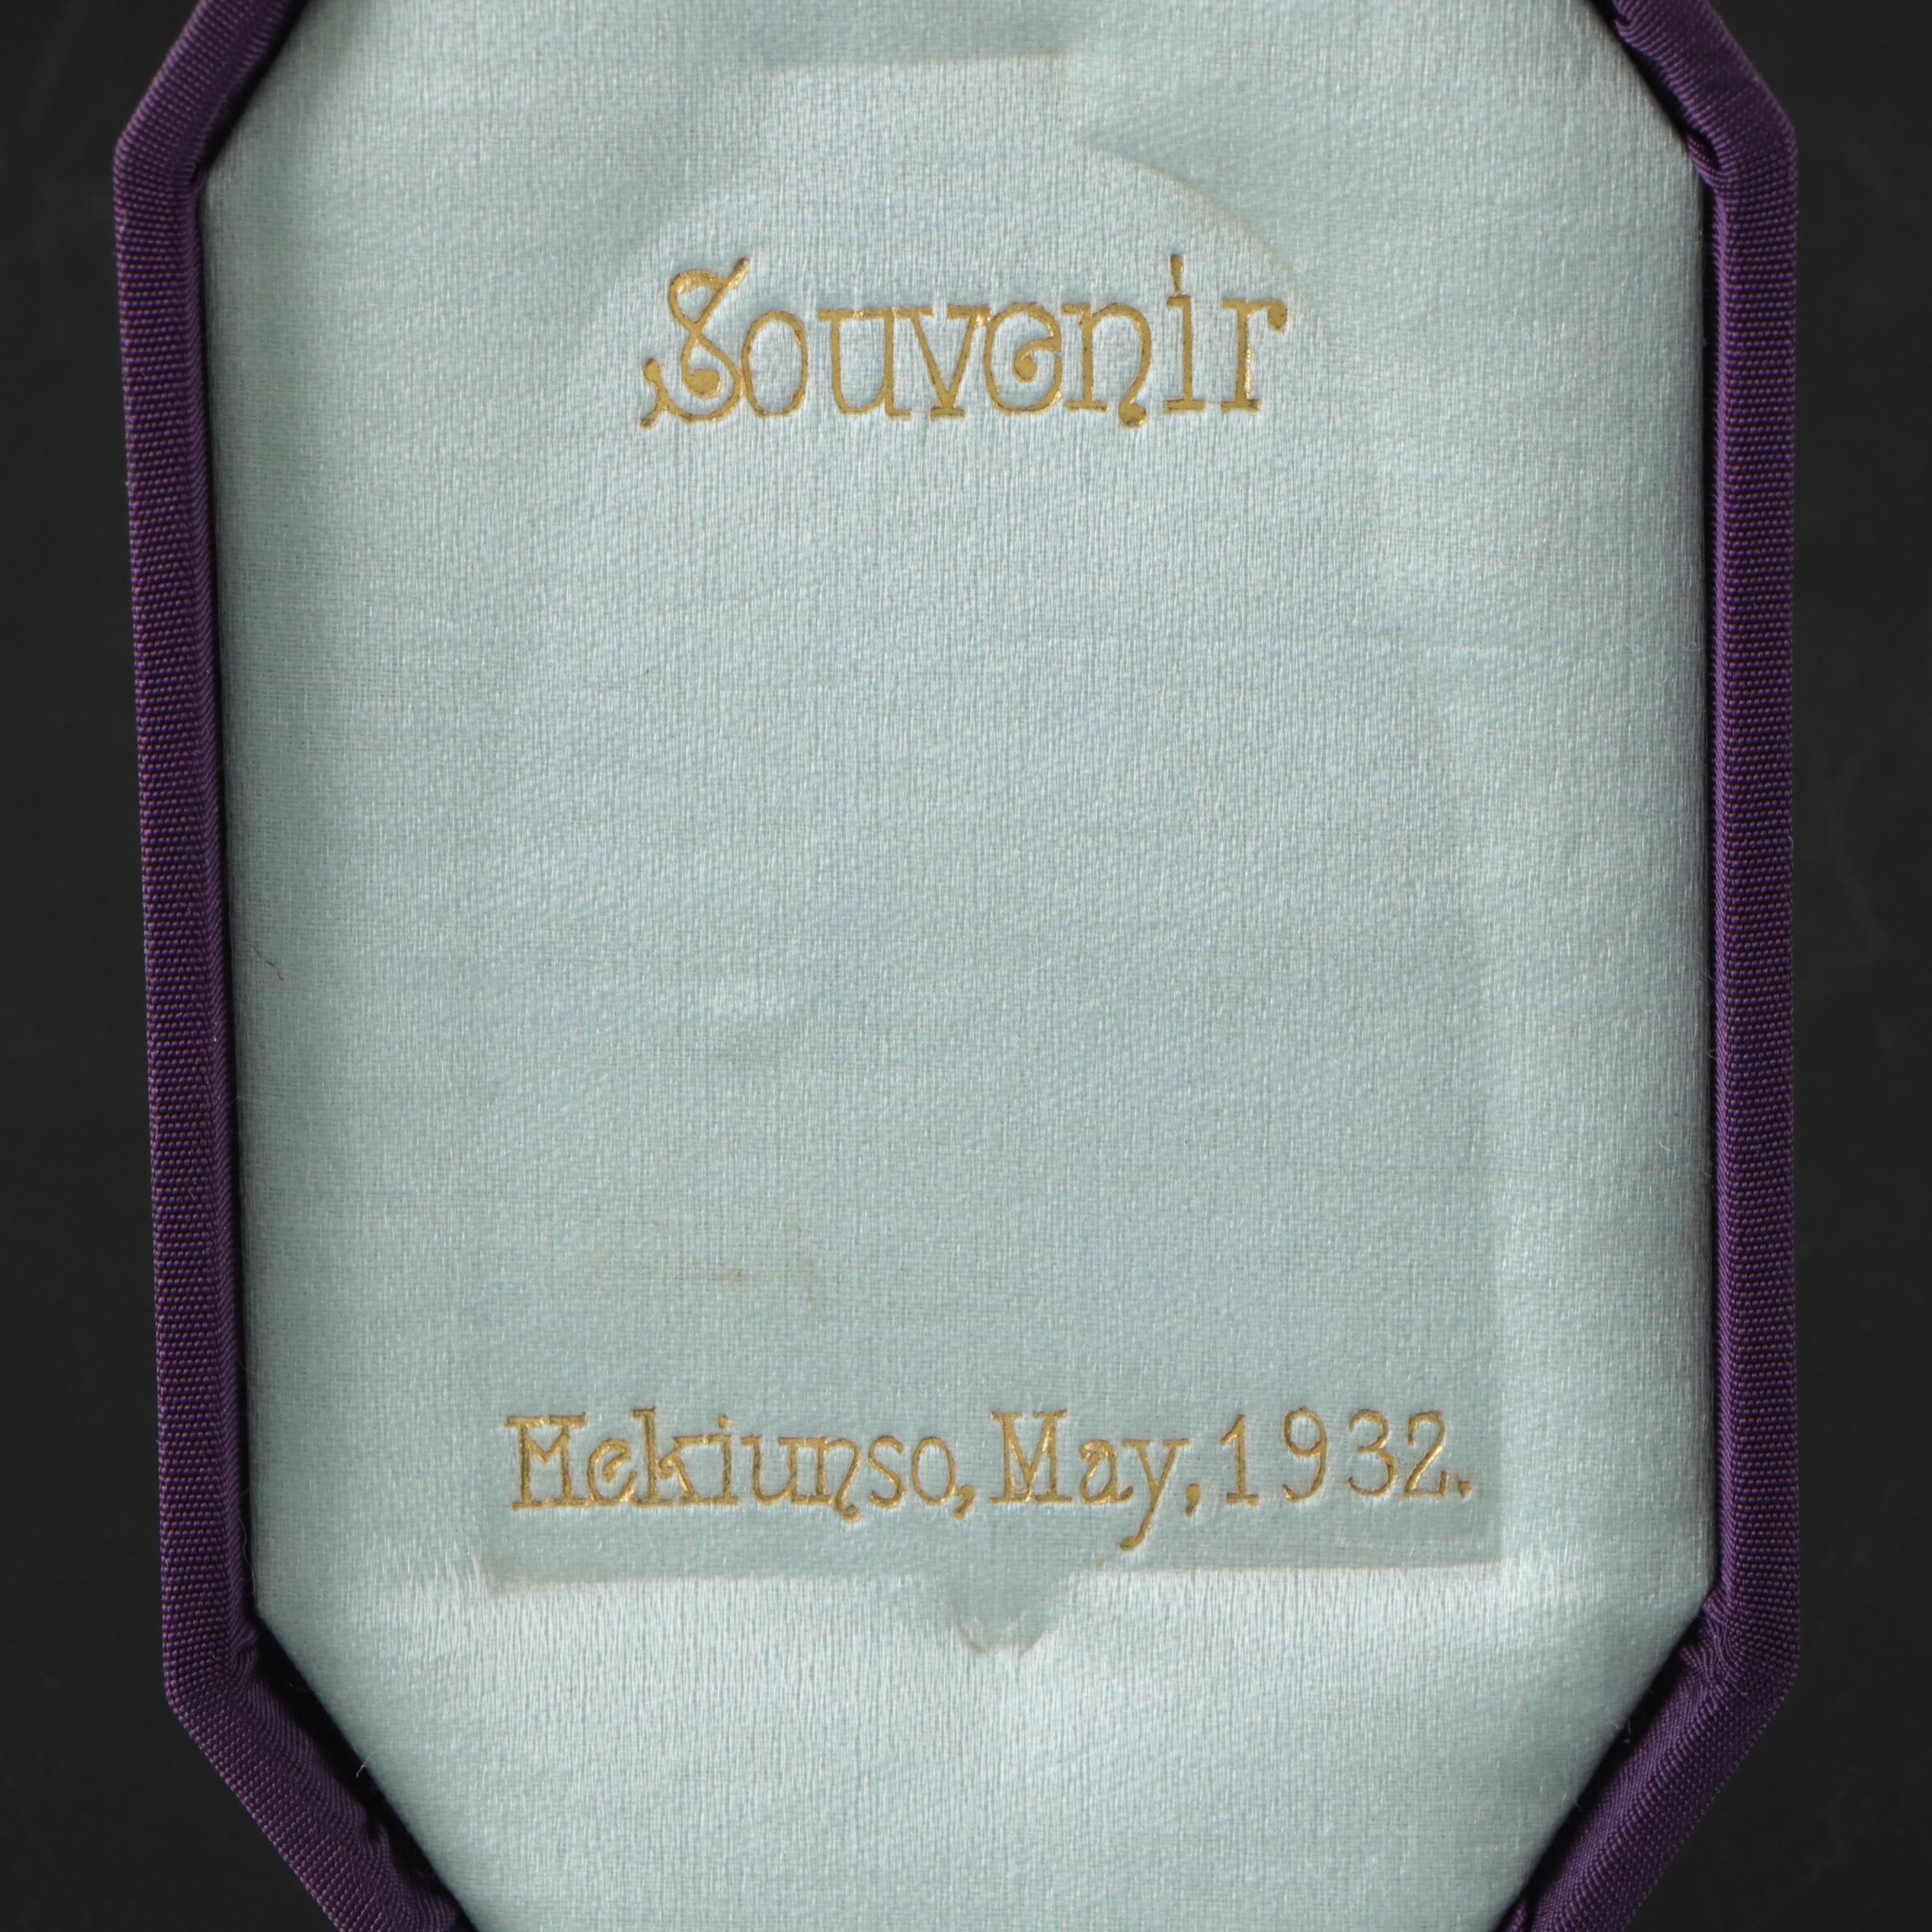 Souvenir
Mekiunso, May, 1932.